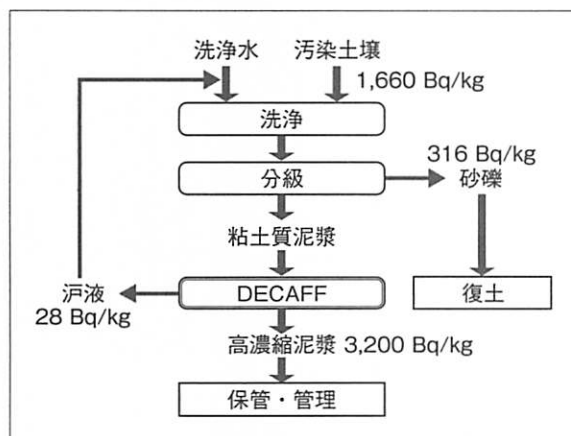 洗浄水
汚染土壌
1,660 Bq/kg
洗浄
316 Bq/kg
分級
砂礫
粘土質泥漿
沪液
28 Bq/kg
DECAFF
復土
高濃縮泥漿 3,200 Bq/kg
保管・管理